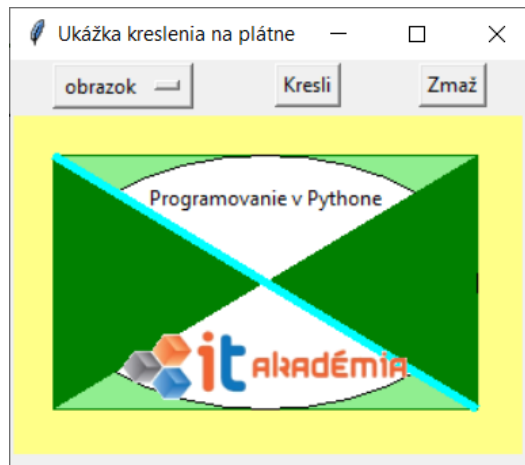 Ukážka kreslenia na plátne
obrazok
Kresli
Zmaž
Programovanie v Pythone
it akadémia